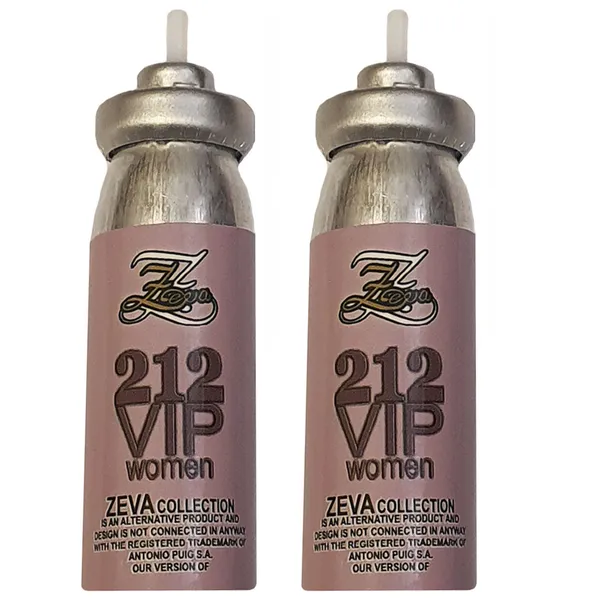 Zeva
212
VIP
women
ZEVA COLLECTION
IS AN ALTERNATIVE PRODUCT AND
DESIGN IS NOT CONNECTED IN ANYWAY
WITH THE REGISTERED TRADEMARK OF
ANTONIO PUIG S.A.
OUR VERSION OF
Zeva
212
VIP
women
ZEVA COLLECTION
IS AN ALTERNATIVE PRODUCT AND
DESIGN IS NOT CONNECTED IN ANYWAY
WITH THE REGISTERED TRADEMARK OF
ANTONIO PUIG S.A.
OUR VERSION OF